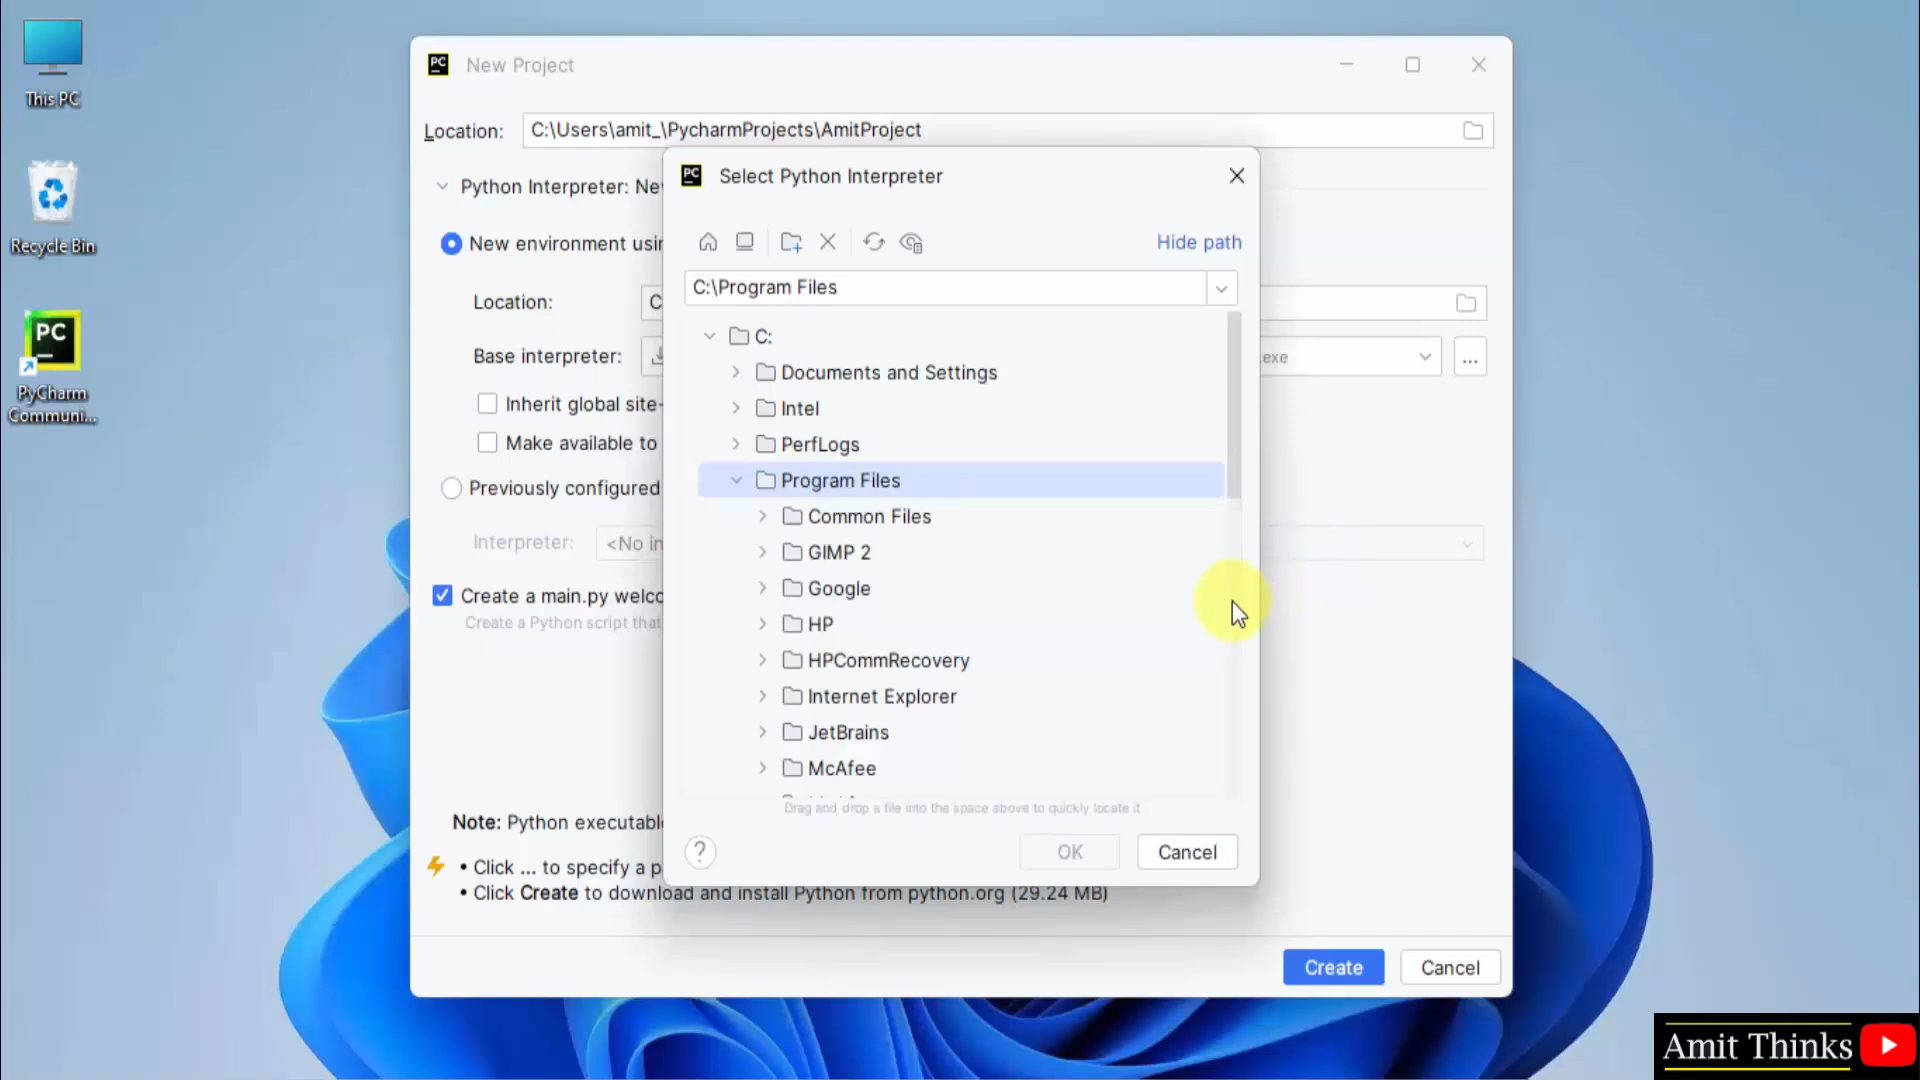 This PC
Recycle Bin
PC
PyCharm
Communi...
PC
New Project
Location:
C:\Users\amit_\PycharmProjects\AmitProject
Python Interpreter: Ne
New environment usi
Location:
C
Base interpreter:
exe
...
Inherit global site-
Make available to
Previously configured
Interpreter:
<No in
Create a main.py welco
Create a Python script that
Note: Python executabl
• Click ... to specify a p
• Click Create to download and install Python from python.org (29.24 MB)
Create
Cancel
PC
Select Python Interpreter
Hide path
C:\Program Files
C:
Documents and Settings
Intel
PerfLogs
Program Files
Common Files
GIMP 2
Google
HP
HPCommRecovery
Internet Explorer
JetBrains
McAfee
Drag and drop a file into the space above to quickly locate it
?
OK
Cancel
Amit Thinks